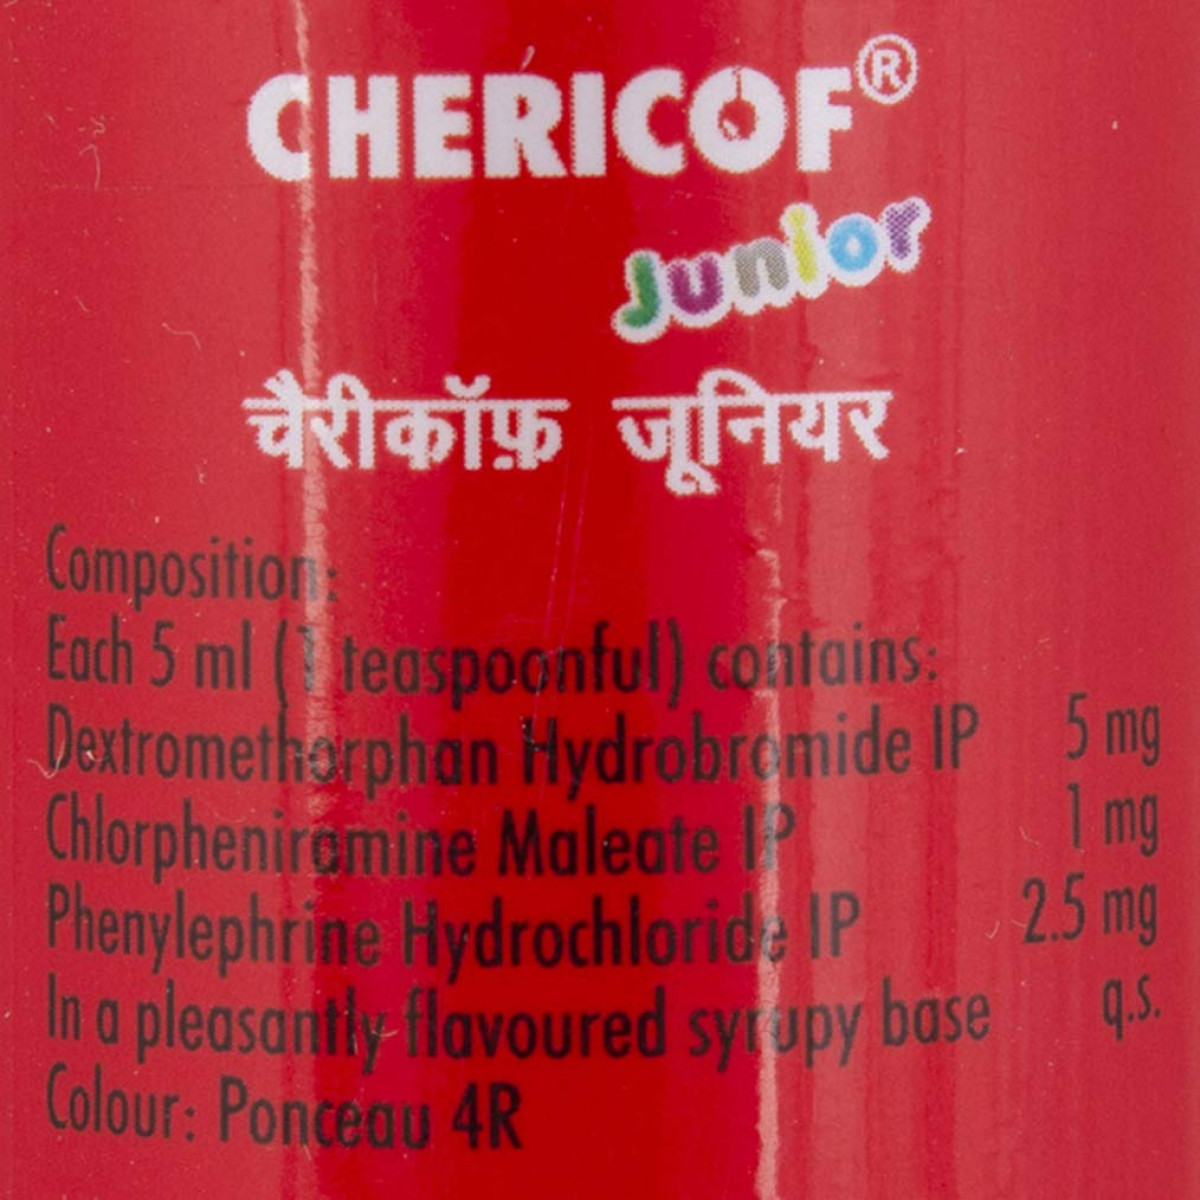 CHERICOF®
Junior
चैरीकॉफ़ जूनियर
Composition:
Each 5 ml (1 teaspoonful) contains:
Dextromethorphan Hydrobromide IP 5 mg
Chlorpheniramine Maleate IP 1 mg
Phenylephrine Hydrochloride IP 2.5 mg
In a pleasantly flavoured syrupy base q.s.
Colour: Ponceau 4R